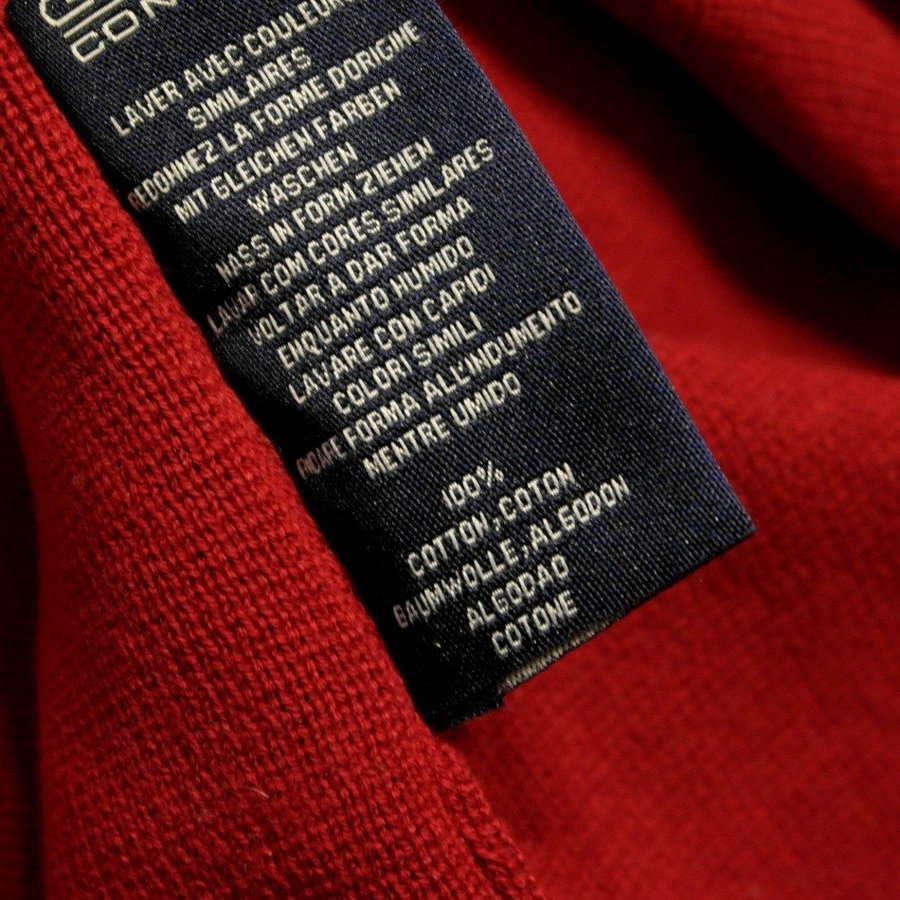 CON
LAVER AVEC COULEURS
SIMILAIRES
REDONNEZ LA FORME DORIGINE
MIT GLEICHEN FARBEN
WASCHEN
NASS IN FORM ZIEHEN
LAVAR COM CORES SIMILARES
VOLTAR A DAR FORMA
ENQUANTO HUMIDO
LAVARE CON CAPIDI
COLORI SIMILI
RIDARE FORMA ALL'INDUMENTO
MENTRE UMIDO
100%
COTTON, COTON
BAUMWOLLE, ALGODON
ALGODAO
COTONE